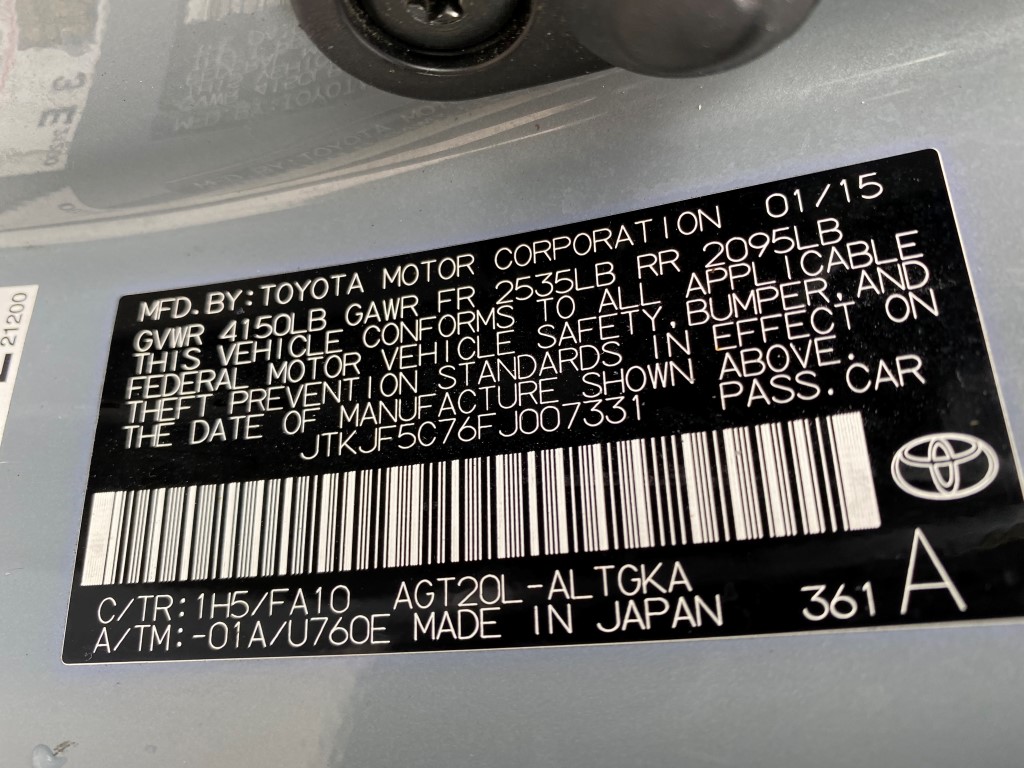 MFD. BY: TOYOTA MOTOR CORPORATION 01/15
GVWR 4150LB GAWR FR 2535LB RR 2095LB
THIS VEHICLE CONFORMS TO ALL APPLICABLE
FEDERAL MOTOR VEHICLE SAFETY, BUMPER, AND
THEFT PREVENTION STANDARDS IN EFFECT ON
THE DATE OF MANUFACTURE SHOWN ABOVE.
JTKJF5C76FJ007331 PASS. CAR
C/TR: 1H5/FA10 AGT20L-ALTGKA
A/TM: -01A/U760E MADE IN JAPAN 361 A
21200
3 E